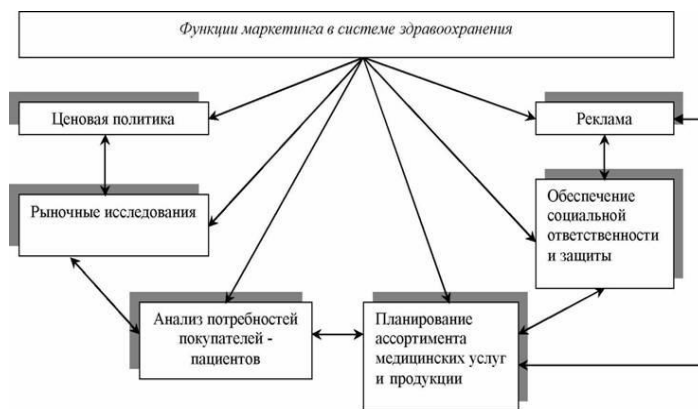 Функции маркетинга в системе здравоохранения
Ценовая политика
Реклама
Рыночные исследования
Обеспечение
социальной
ответственности
и защиты
Анализ потребностей
покупателей -
пациентов
Планирование
ассортимента
медицинских услуг
и продукции